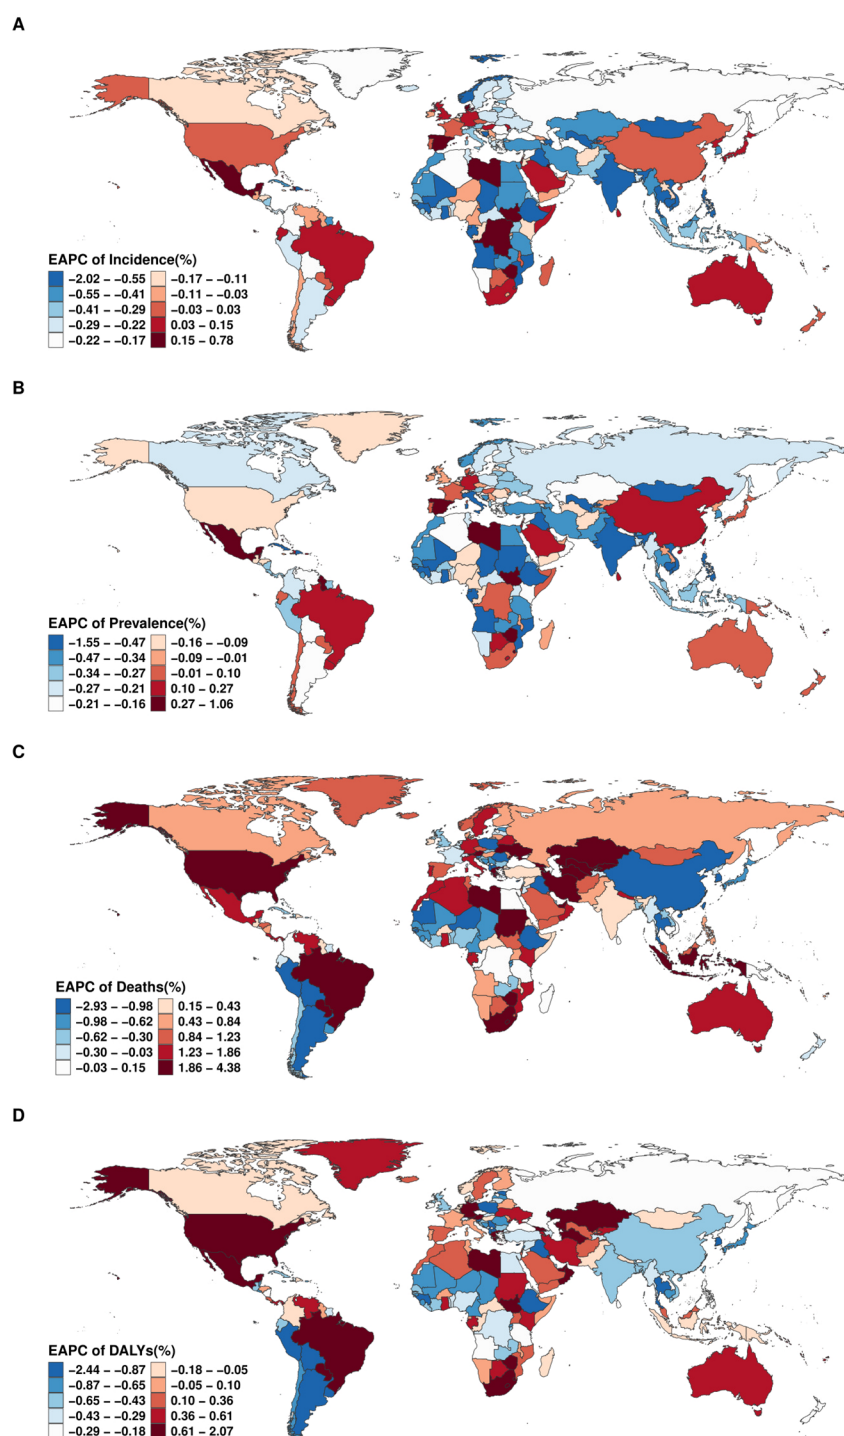 A
EAPC of Incidence(%)
−2.02 – −0.55 −0.17 – −0.11
−0.55 – −0.41 −0.11 – −0.03
−0.41 – −0.29 −0.03 – 0.03
−0.29 – −0.22 0.03 – 0.15
−0.22 – −0.17 0.15 – 0.78
B
EAPC of Prevalence(%)
−1.55 – −0.47 −0.16 – −0.09
−0.47 – −0.34 −0.09 – −0.01
−0.34 – −0.27 −0.01 – 0.10
−0.27 – −0.21 0.10 – 0.27
−0.21 – −0.16 0.27 – 1.06
C
EAPC of Deaths(%)
−2.93 – −0.98 0.15 – 0.43
−0.98 – −0.62 0.43 – 0.84
−0.62 – −0.30 0.84 – 1.23
−0.30 – −0.03 1.23 – 1.86
−0.03 – 0.15 1.86 – 4.38
D
EAPC of DALYs(%)
−2.44 – −0.87 −0.18 – −0.05
−0.87 – −0.65 −0.05 – 0.10
−0.65 – −0.43 0.10 – 0.36
−0.43 – −0.29 0.36 – 0.61
−0.29 – −0.18 0.61 – 2.07